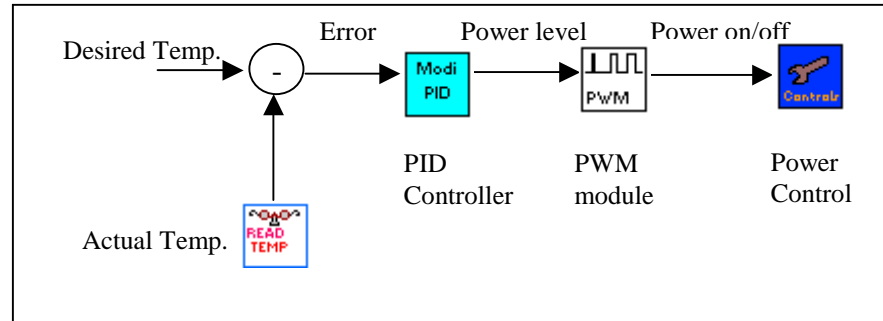 Desired Temp.
Error
Power level
Power on/off
-
Modi
PID
PWM
Controls
PID
Controller
PWM
module
Power
Control
Actual Temp.
READ
TEMP